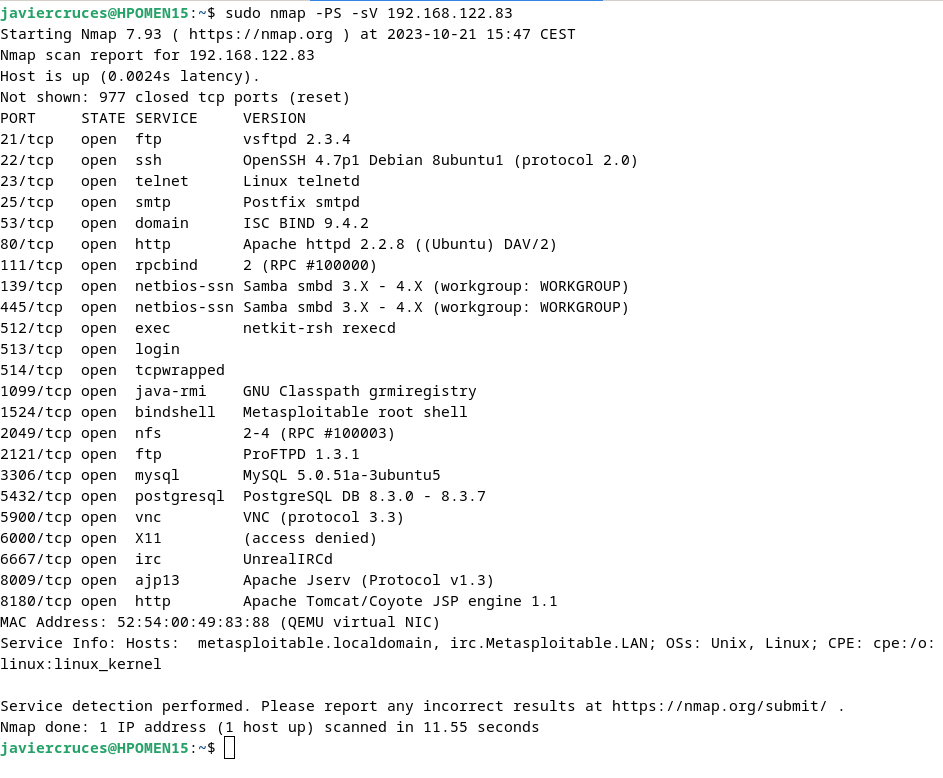 javiercruces@HPOMEN15:~$ sudo nmap -PS -sV 192.168.122.83
Starting Nmap 7.93 ( https://nmap.org ) at 2023-10-21 15:47 CEST
Nmap scan report for 192.168.122.83
Host is up (0.0024s latency).
Not shown: 977 closed tcp ports (reset)
PORT     STATE SERVICE     VERSION
21/tcp   open  ftp         vsftpd 2.3.4
22/tcp   open  ssh         OpenSSH 4.7p1 Debian 8ubuntu1 (protocol 2.0)
23/tcp   open  telnet      Linux telnetd
25/tcp   open  smtp        Postfix smtpd
53/tcp   open  domain      ISC BIND 9.4.2
80/tcp   open  http        Apache httpd 2.2.8 ((Ubuntu) DAV/2)
111/tcp  open  rpcbind     2 (RPC #100000)
139/tcp  open  netbios-ssn Samba smbd 3.X - 4.X (workgroup: WORKGROUP)
445/tcp  open  netbios-ssn Samba smbd 3.X - 4.X (workgroup: WORKGROUP)
512/tcp  open  exec        netkit-rsh rexecd
513/tcp  open  login
514/tcp  open  tcpwrapped
1099/tcp open  java-rmi    GNU Classpath grmiregistry
1524/tcp open  bindshell   Metasploitable root shell
2049/tcp open  nfs         2-4 (RPC #100003)
2121/tcp open  ftp         ProFTPD 1.3.1
3306/tcp open  mysql       MySQL 5.0.51a-3ubuntu5
5432/tcp open  postgresql  PostgreSQL DB 8.3.0 - 8.3.7
5900/tcp open  vnc         VNC (protocol 3.3)
6000/tcp open  X11         (access denied)
6667/tcp open  irc         UnrealIRCd
8009/tcp open  ajp13       Apache Jserv (Protocol v1.3)
8180/tcp open  http        Apache Tomcat/Coyote JSP engine 1.1
MAC Address: 52:54:00:49:83:88 (QEMU virtual NIC)
Service Info: Hosts:  metasploitable.localdomain, irc.Metasploitable.LAN; OSs: Unix, Linux; CPE: cpe:/o:
linux:linux_kernel

Service detection performed. Please report any incorrect results at https://nmap.org/submit/ .
Nmap done: 1 IP address (1 host up) scanned in 11.55 seconds
javiercruces@HPOMEN15:~$